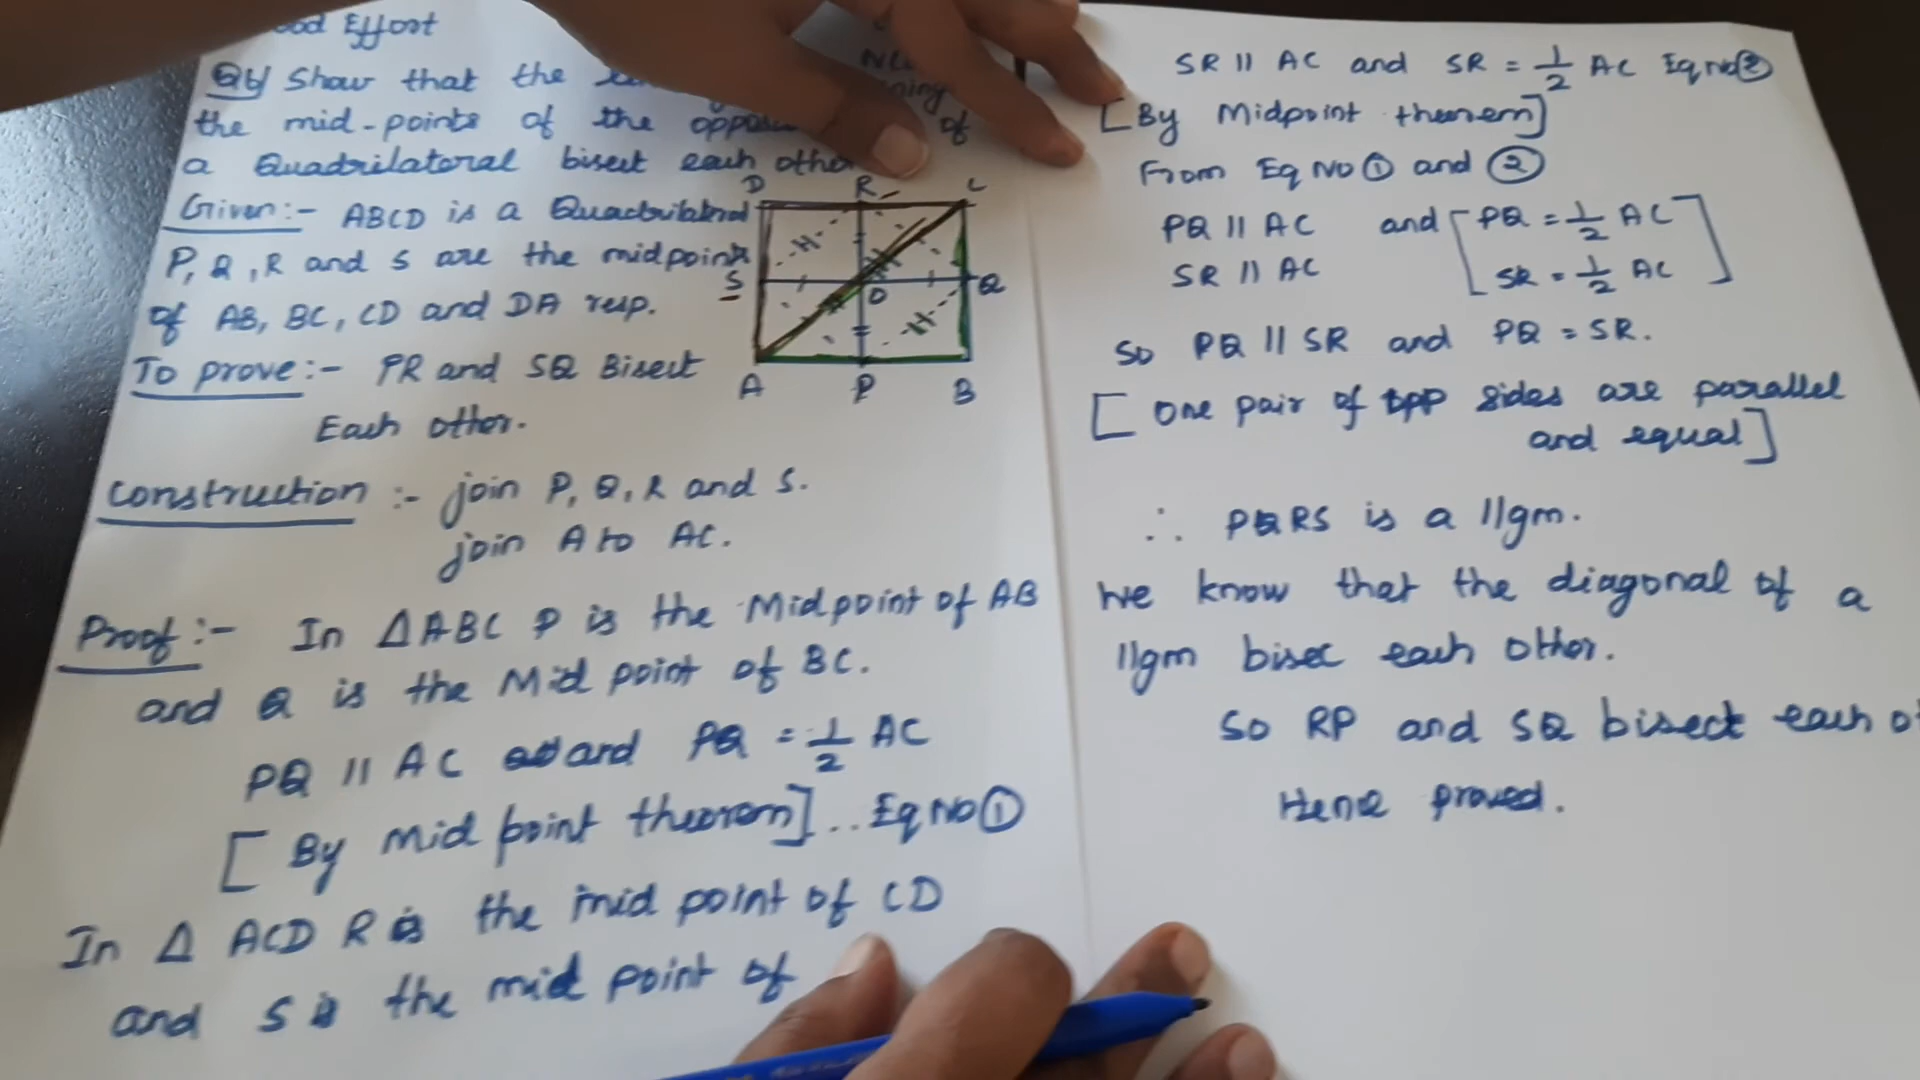 Effort
Q6 Show that the
the mid-points of the of
a Quadrilateral bisect each other
Given:- ABCD is a Quadrilateral
P, Q, R and S are the midpoints
of AB, BC, CD and DA resp.
To prove:- PR and SQ Bisect
Each other.
Construction :- join P, Q, R and S.
join A to AC.
Proof:- In ΔABC P is the Midpoint of AB
and Q is the Mid point of BC.
PQ || AC and PQ = 1/2 AC
[By mid point theorem].. Eq No ①
In Δ ACD R is the mid point of CD
and S is the mid point of
D R C
S O Q
A P B
SR || AC and SR = 1/2 AC Eq No ②
[By Midpoint theorem]
From Eq No ① and ②
PQ || AC and [PQ = 1/2 AC
SR || AC SR = 1/2 AC]
So PQ || SR and PQ = SR.
[One pair of opp sides are parallel
and equal]
∴ PQRS is a ||gm.
We know that the diagonal of a
||gm bisec each other.
So RP and SQ bisect each
Hence proved.